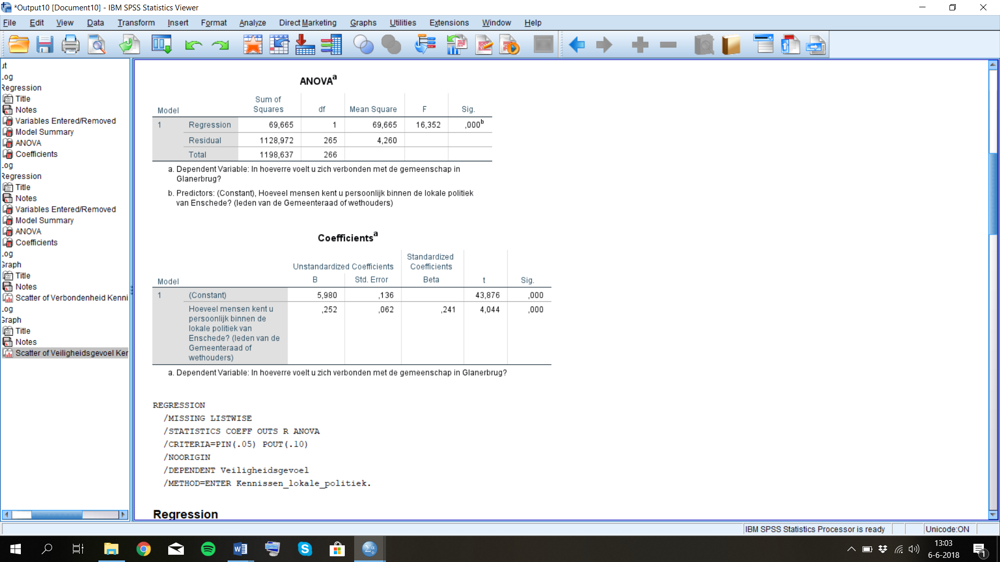 *Output10 [Document10] - IBM SPSS Statistics Viewer
File Edit View Data Transform Insert Format Analyze Direct Marketing Graphs Utilities Extensions Window Help
Log
Regression
Title
Notes
Variables Entered/Removed
Model Summary
ANOVA
Coefficients
Log
Regression
Title
Notes
Variables Entered/Removed
Model Summary
ANOVA
Coefficients
Log
Graph
Title
Notes
Scatter of Verbondenheid Kenni
Log
Graph
Title
Notes
Scatter of Veiligheidsgevoel Ker
ANOVAa
Model Sum of Squares df Mean Square F Sig.
1 Regression 69,665 1 69,665 16,352 ,000b
Residual 1128,972 265 4,260
Total 1198,637 266
a. Dependent Variable: In hoeverre voelt u zich verbonden met de gemeenschap in
Glanerbrug?
b. Predictors: (Constant), Hoeveel mensen kent u persoonlijk binnen de lokale politiek
van Enschede? (leden van de Gemeenteraad of wethouders)
Coefficientsa
Unstandardized Coefficients Standardized Coefficients
Model B Std. Error Beta t Sig.
1 (Constant) 5,980 ,136 43,876 ,000
Hoeveel mensen kent u ,252 ,062 ,241 4,044 ,000
persoonlijk binnen de
lokale politiek van
Enschede? (leden van de
Gemeenteraad of
wethouders)
a. Dependent Variable: In hoeverre voelt u zich verbonden met de gemeenschap in Glanerbrug?
REGRESSION
/MISSING LISTWISE
/STATISTICS COEFF OUTS R ANOVA
/CRITERIA=PIN(.05) POUT(.10)
/NOORIGIN
/DEPENDENT Veiligheidsgevoel
/METHOD=ENTER Kennissen_lokale_politiek.
Regression
IBM SPSS Statistics Processor is ready Unicode:ON
13:03
6-6-2018
1